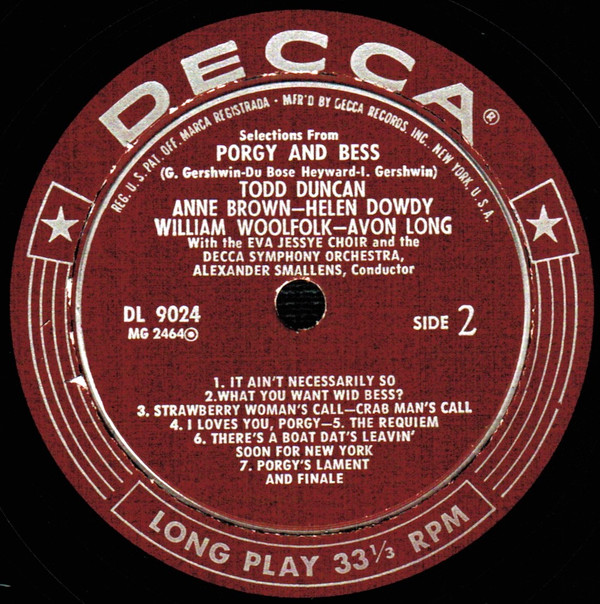 DECCA®
REG. U.S. PAT. OFF. MARCA REGISTRADA • MFR'D BY DECCA RECORDS, INC., NEW YORK, U.S.A.
Selections From
PORGY AND BESS
(G. Gershwin-Du Bose Heyward-I. Gershwin)
TODD DUNCAN
ANNE BROWN—HELEN DOWDY
WILLIAM WOOLFOLK—AVON LONG
With the EVA JESSYE CHOIR and the
DECCA SYMPHONY ORCHESTRA,
ALEXANDER SMALLENS, Conductor
DL 9024
MG 2464
SIDE 2
1. IT AIN'T NECESSARILY SO
2.WHAT YOU WANT WID BESS?
3. STRAWBERRY WOMAN'S CALL—CRAB MAN'S CALL
4. I LOVES YOU, PORGY—5. THE REQUIEM
6. THERE'S A BOAT DAT'S LEAVIN'
SOON FOR NEW YORK
7. PORGY'S LAMENT
AND FINALE
LONG PLAY 33⅓ RPM